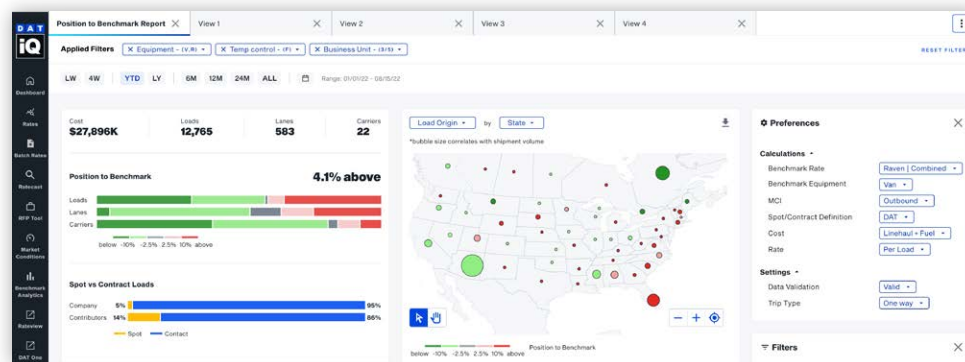 DAT
iQ
Dashboard
Rates
Batch Rates
Ratecast
RFP Tool
Market
Conditions
Benchmark
Analytics
Rateview
DAT One
Position to Benchmark Report
View 1
View 2
View 3
View 4
Applied Filters
Equipment - (V,R)
Temp control - (F)
Business Unit - (3/5)
RESET FILTER
LW 4W YTD LY 6M 12M 24M ALL
Range: 01/01/22 - 08/15/22
Cost Loads Lanes Carriers
$27,896K 12,765 583 22
Position to Benchmark 4.1% above
Loads
Lanes
Carriers
below -10% -2.5% 2.5% 10% above
Spot vs Contract Loads
Company 5% 95%
Contributors 14% 86%
Spot Contact
Load Origin by State
*bubble size correlates with shipment volume
below -10% -2.5% 2.5% 10% above Position to Benchmark
Preferences
Calculations
Benchmark Rate Raven | Combined
Benchmark Equipment Van
MCI Outbound
Spot/Contract Definition DAT
Cost Linehaul + Fuel
Rate Per Load
Settings
Data Validation Valid
Trip Type One way
Filters